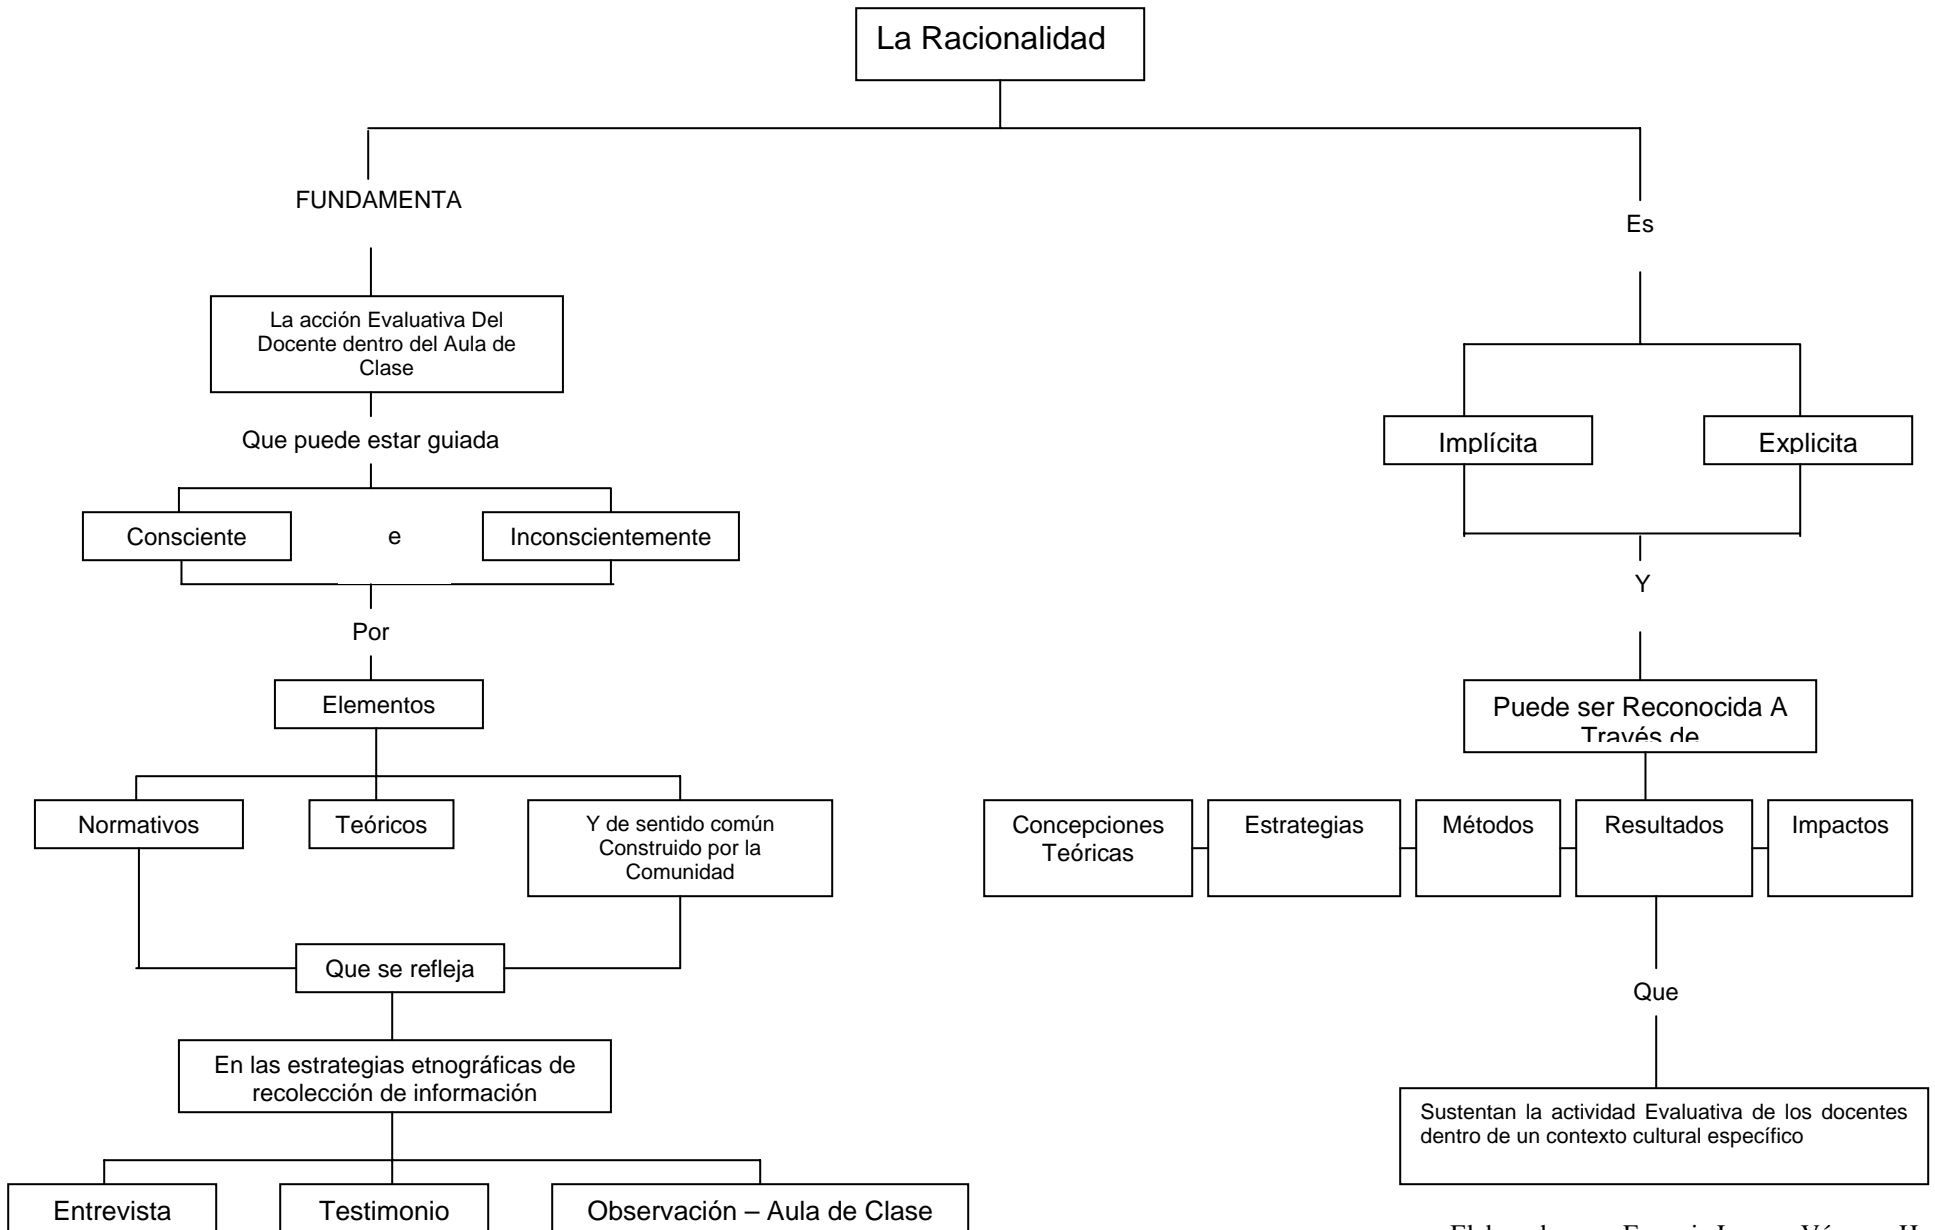 La Racionalidad
FUNDAMENTA
La acción Evaluativa Del
Docente dentro del Aula de
Clase
Que puede estar guiada
Consciente
e
Inconscientemente
Por
Elementos
Normativos
Teóricos
Y de sentido común
Construido por la
Comunidad
Que se refleja
En las estrategias etnográficas de
recolección de información
Entrevista
Testimonio
Observación – Aula de Clase
Es
Implícita
Explicita
Y
Puede ser Reconocida A
Través de
Concepciones
Teóricas
Estrategias
Métodos
Resultados
Impactos
Que
Sustentan la actividad Evaluativa de los docentes
dentro de un contexto cultural específico